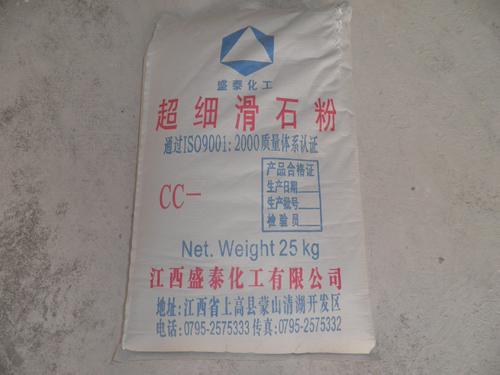 盛泰化工
超细滑石粉
通过ISO9001:2000质量体系认证
CC-
产品合格证
生产日期
生产批号
检验员
Net. Weight 25 kg
江西盛泰化工有限公司
地址:江西省上高县蒙山清湖开发区
电话:0795-2575333 传真:0795-2575332